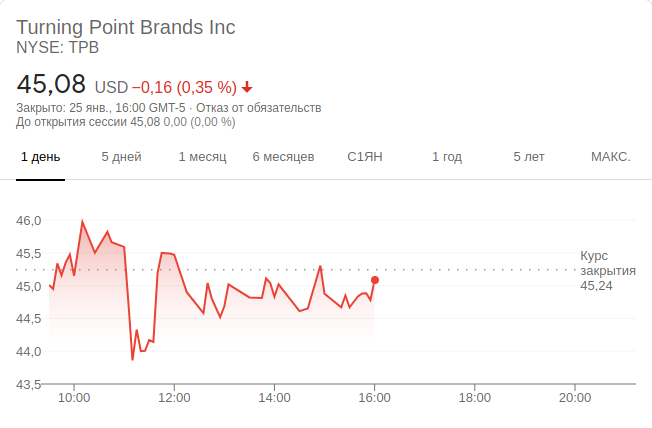 Turning Point Brands Inc
NYSE: TPB
45,08 USD −0,16 (0,35 %)
Закрыто: 25 янв., 16:00 GMT-5 · Отказ от обязательств
До открытия сессии 45,08 0,00 (0,00 %)
1 день 5 дней 1 месяц 6 месяцев С1ЯН 1 год 5 лет МАКС.
46,0
45,5
Курс
закрытия
45,24
45,0
44,5
44,0
43,5
10:00 12:00 14:00 16:00 18:00 20:00